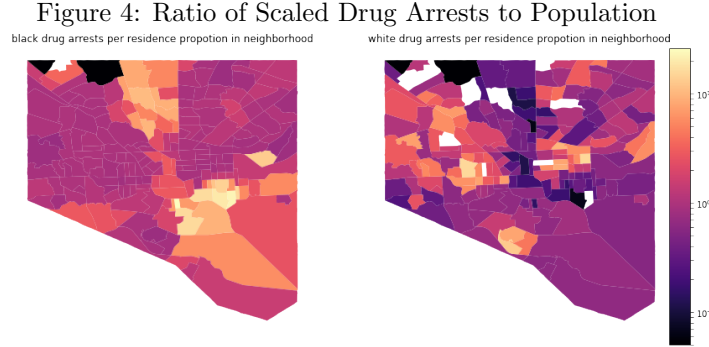 Figure 4: Ratio of Scaled Drug Arrests to Population
black drug arrests per residence propotion in neighborhood
white drug arrests per residence propotion in neighborhood
10⁰